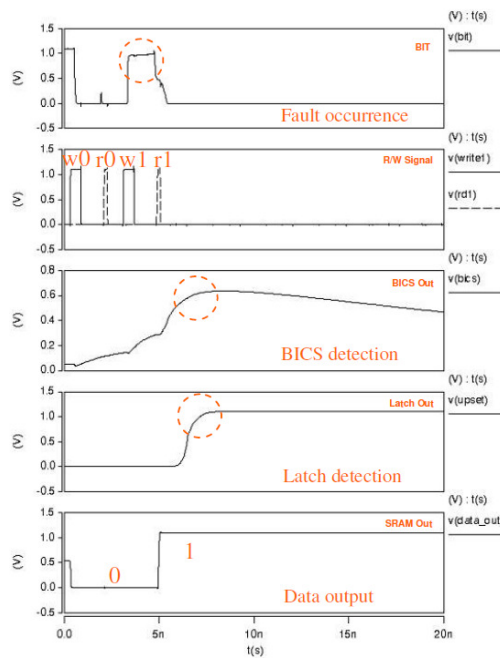 (V) : t(s)
v(bit)
1.5
1.0
0.5
0.0
-0.5
(V)
BIT
Fault occurrence
(V) : t(s)
v(write1)
v(rd1)
1.5
1.0
0.5
0.0
-0.5
(V)
w0 r0 w1 r1
R/W Signal
(V) : t(s)
v(bics)
0.8
0.6
0.4
0.2
0.0
(V)
BICS Out
BICS detection
(V) : t(s)
v(upset)
1.5
1.0
0.5
0.0
-0.5
(V)
Latch Out
Latch detection
(V) : t(s)
v(data_out
1.5
1.0
0.5
0.0
-0.5
(V)
SRAM Out
0 1
Data output
0.0 5n 10n 15n 20n
t(s)